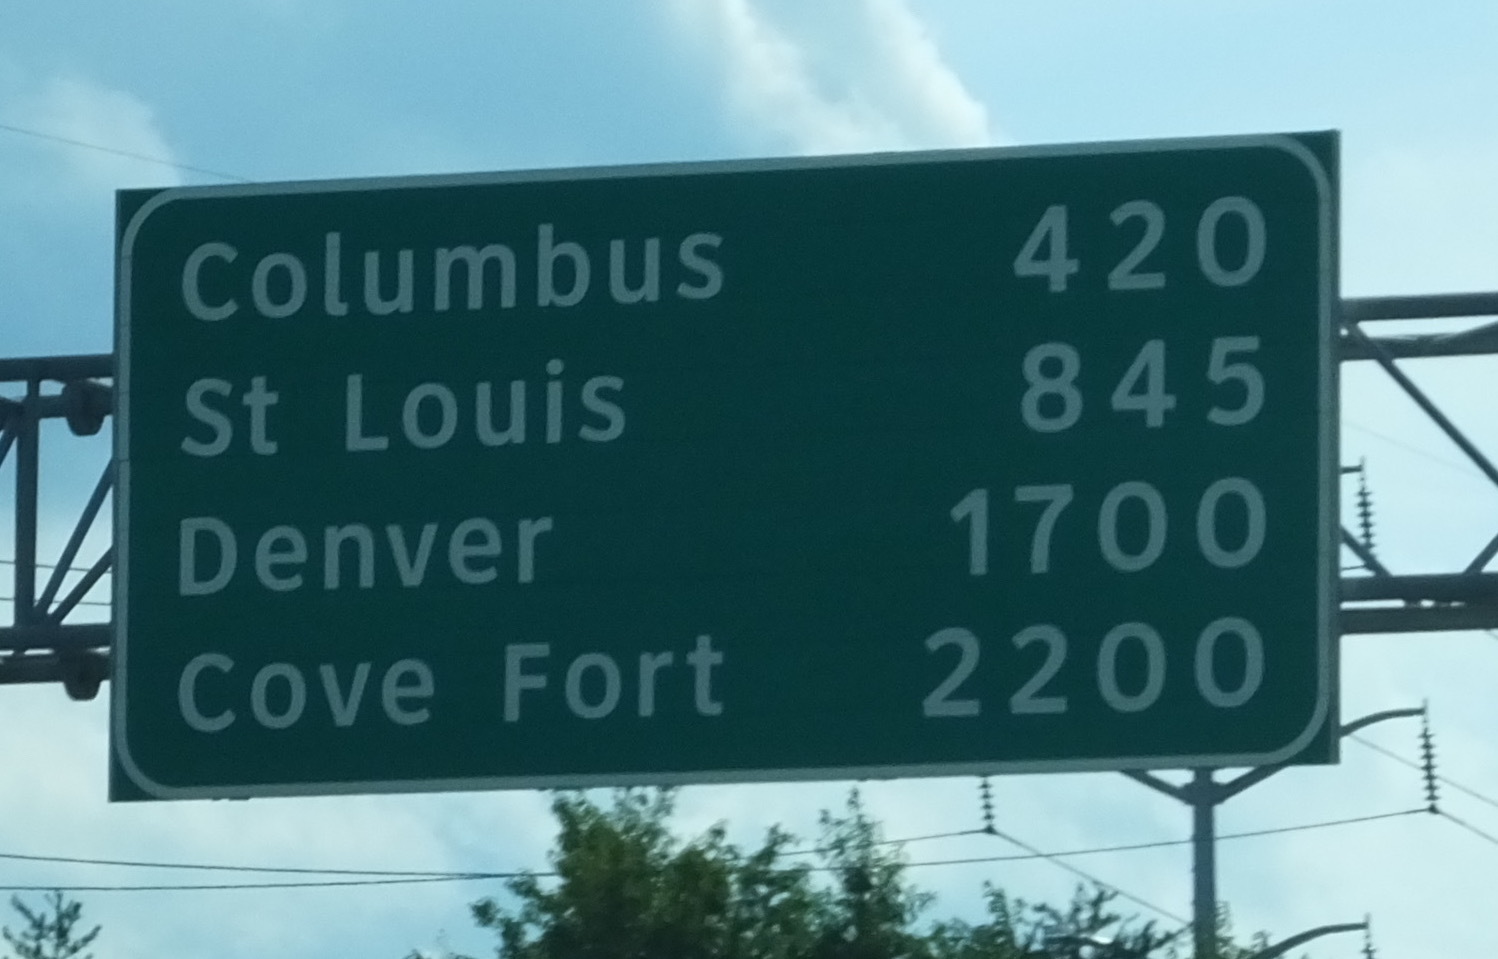 Columbus 420
St Louis 845
Denver 1700
Cove Fort 2200